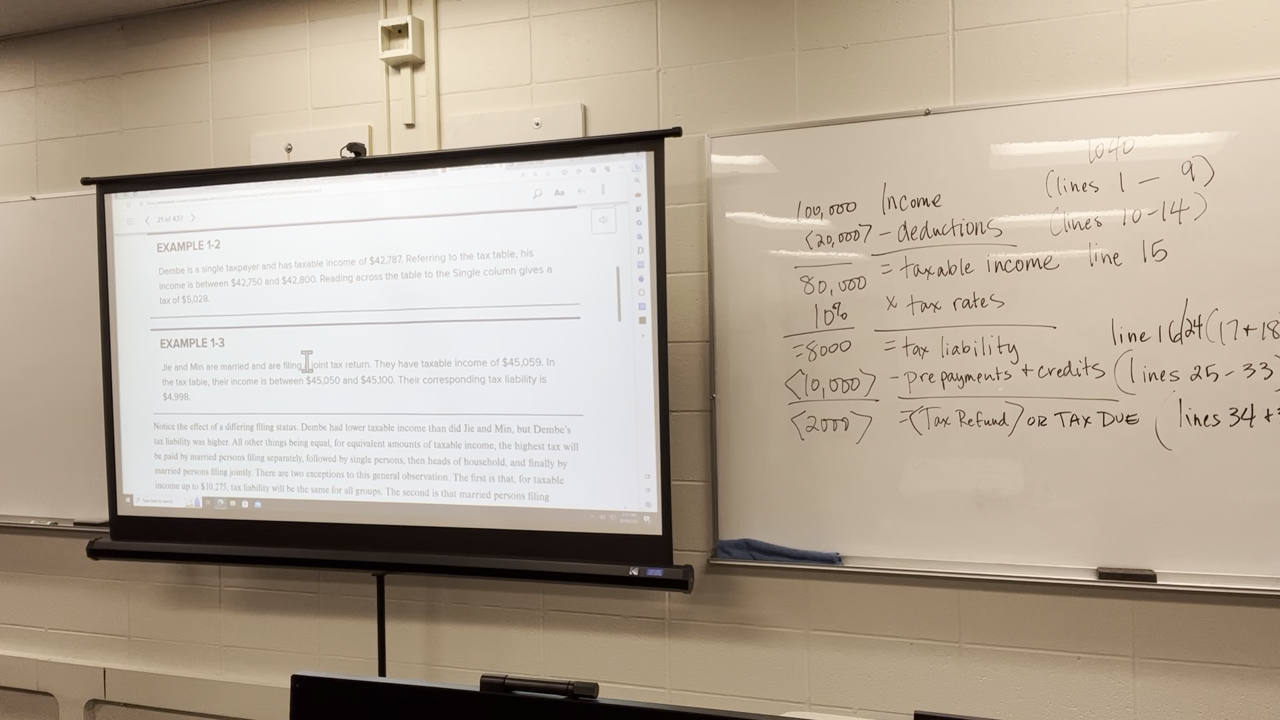 Aa
21 of 437
EXAMPLE 1-2
Dembe is a single taxpayer and has taxable income of $42,787. Referring to the tax table, his
income is between $42,750 and $42,800. Reading across the table to the Single column gives a
tax of $5,028.
EXAMPLE 1-3
Jie and Min are married and are filing joint tax return. They have taxable income of $45,059. In
the tax table, their income is between $45,050 and $45,100. Their corresponding tax liability is
$4,998.
Notice the effect of a differing filing status. Dembe had lower taxable income than did Jie and Min, but Dembe's
tax liability was higher. All other things being equal, for equivalent amounts of taxable income, the highest tax will
be paid by married persons filing separately, followed by single persons, then heads of household, and finally by
married persons filing jointly. There are two exceptions to this general observation. The first is that, for taxable
income up to $10,275, tax liability will be the same for all groups. The second is that married persons filing
1040
100,000 Income (lines 1 - 9)
<20,000> - deductions (lines 10-14)
80,000 = taxable income line 15
10% x tax rates
=8000 = tax liability line 16/24 (17+18
<10,000> - prepayments + credits (lines 25-33
<2000> =<Tax Refund> OR TAX DUE (lines 34+